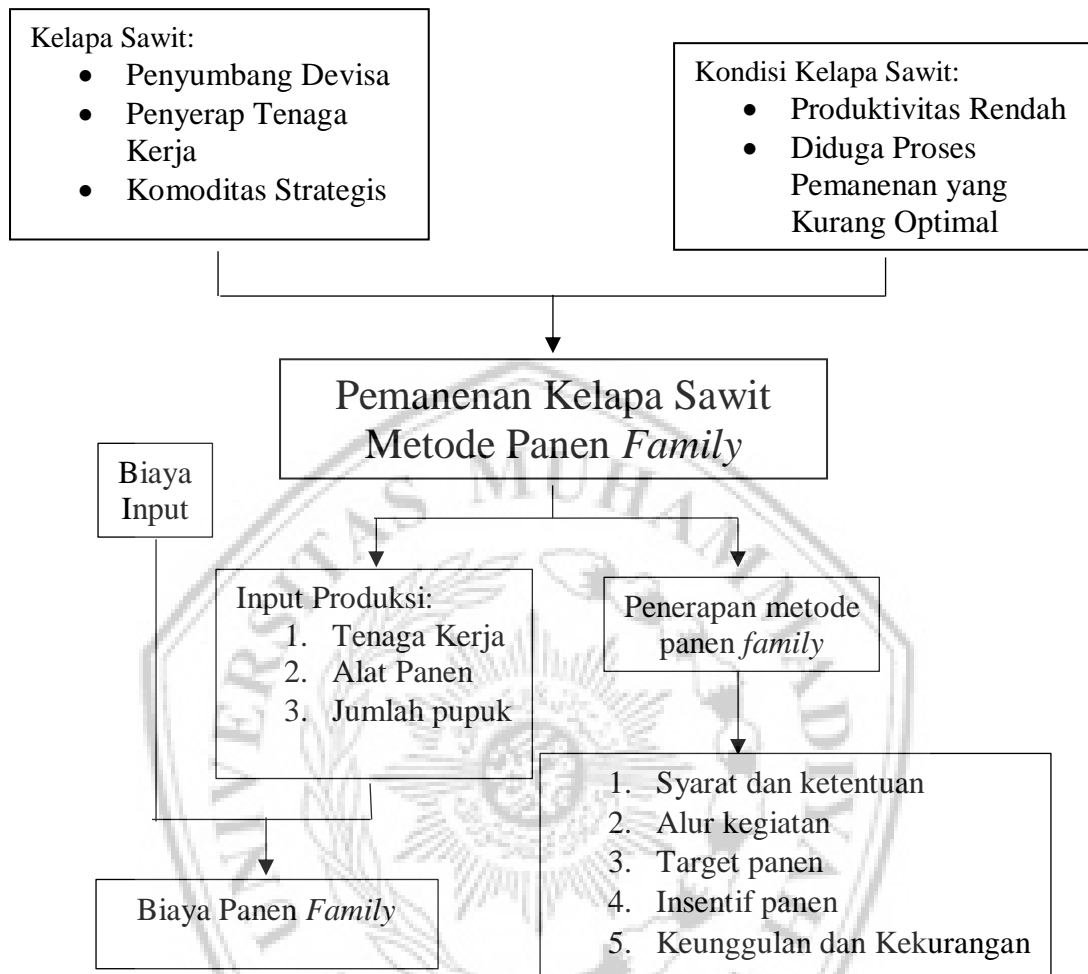 Kelapa Sawit:
• Penyumbang Devisa
• Penyerap Tenaga
Kerja
• Komoditas Strategis
Kondisi Kelapa Sawit:
• Produktivitas Rendah
• Diduga Proses
Pemanenan yang
Kurang Optimal
Pemanenan Kelapa Sawit
Metode Panen Family
Biaya
Input
Input Produksi:
1. Tenaga Kerja
2. Alat Panen
3. Jumlah pupuk
Penerapan metode
panen family
1. Syarat dan ketentuan
2. Alur kegiatan
3. Target panen
4. Insentif panen
5. Keunggulan dan Kekurangan
Biaya Panen Family
UNIVERSITAS MUHAMMADIYAH